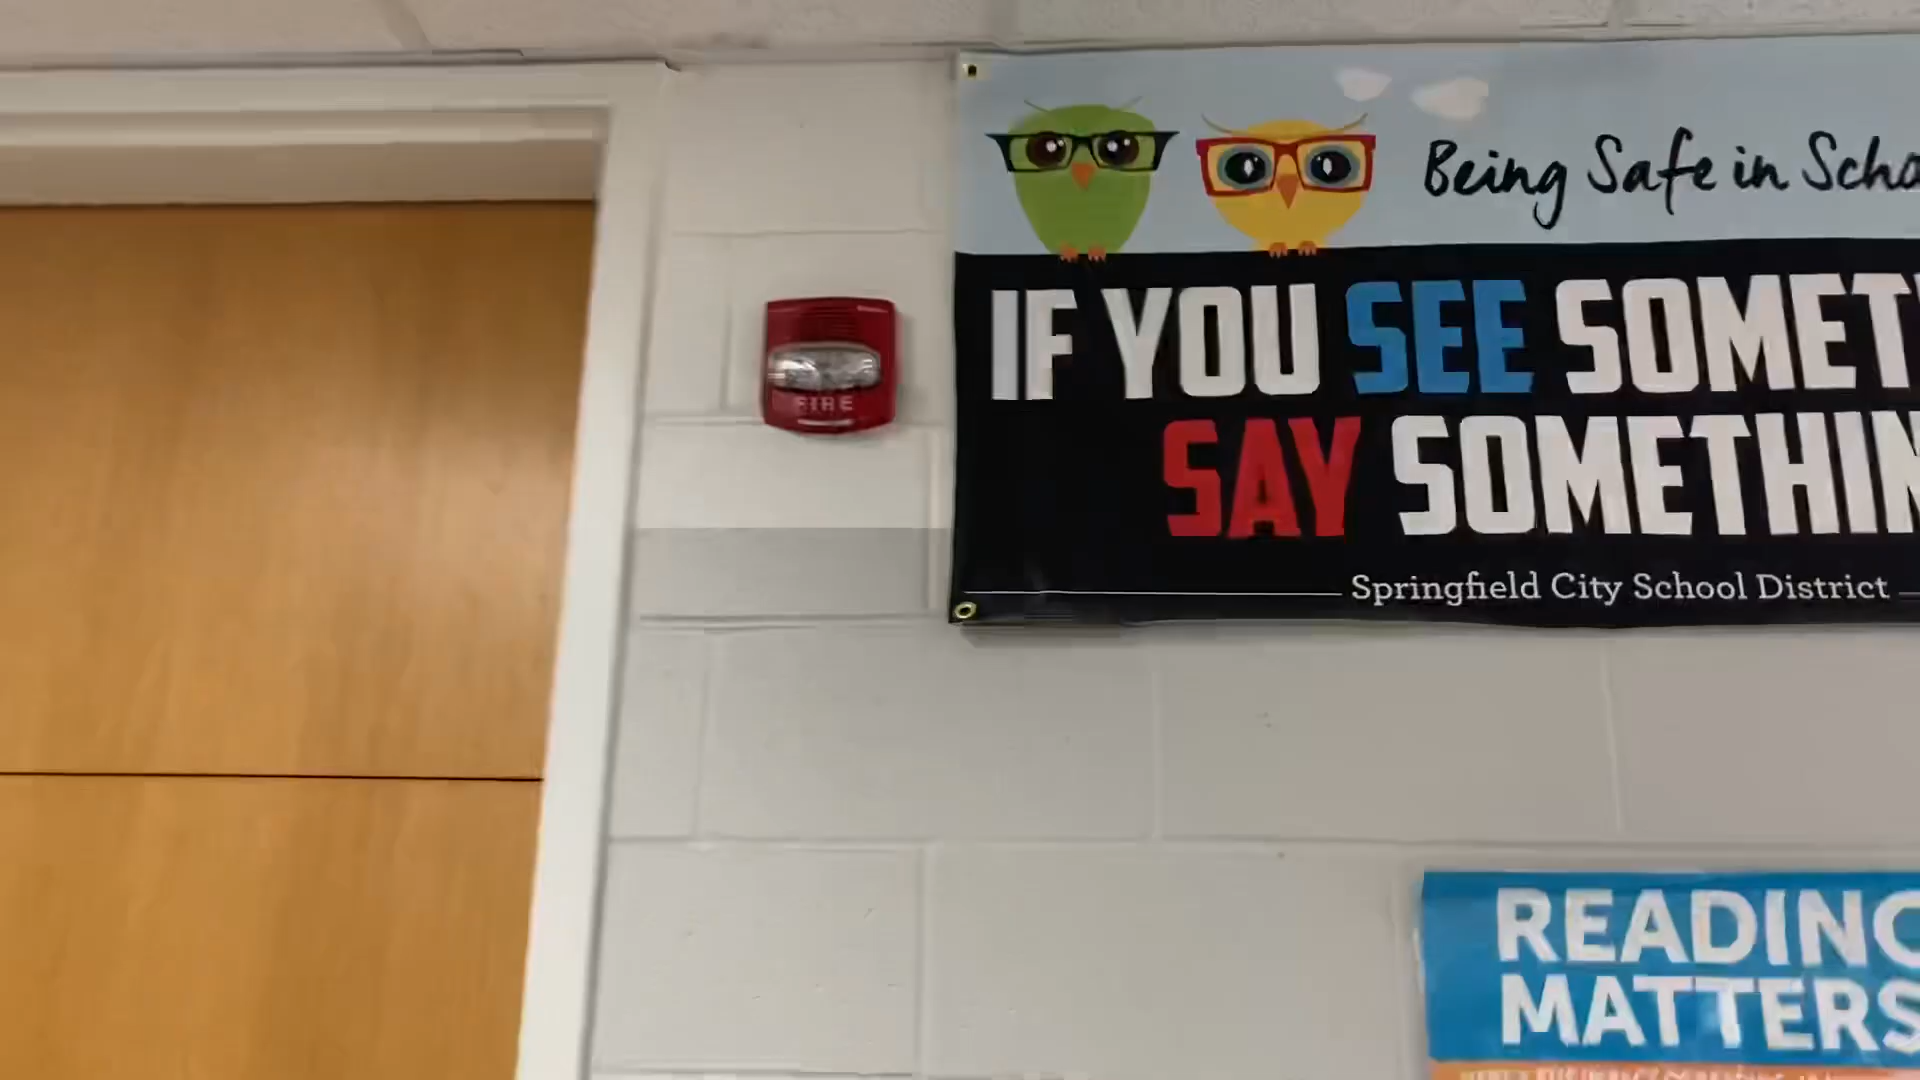 Being Safe in Scho
IF YOU SEE SOMET
SAY SOMETHIN
Springfield City School District
FIRE
READING
MATTERS